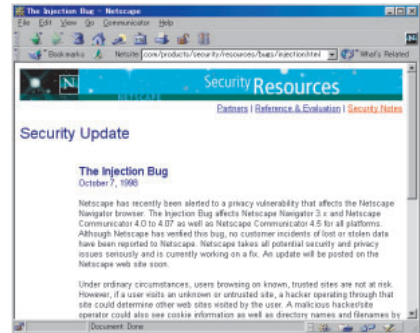 The Injection Bug - Netscape
File Edit View Go Communicator Help
Bookmarks Netsite: com/products/security/resources/bugs/injection.html What's Related
N
NETSCAPE
Security Resources
Partners | Reference & Evaluation | Security Notes
Security Update
The Injection Bug
October 7, 1998
Netscape has recently been alerted to a privacy vulnerability that affects the Netscape
Navigator browser. The Injection Bug affects Netscape Navigator 3.x and Netscape
Communicator 4.0 to 4.07 as well as Netscape Communicator 4.5 for all platforms.
Although Netscape has verified this bug, no customer incidents of lost or stolen data
have been reported to Netscape. Netscape takes all potential security and privacy
issues seriously and is currently working on a fix. An update will be posted on the
Netscape web site soon.
Under ordinary circumstances, users browsing on known, trusted sites are not at risk.
However, if a user visits an unknown or untrusted site, a hacker operating through that
site could determine other web sites visited by the user. A malicious hacker/site
operator could also see cookie information as well as directory names and filenames by
Document: Done